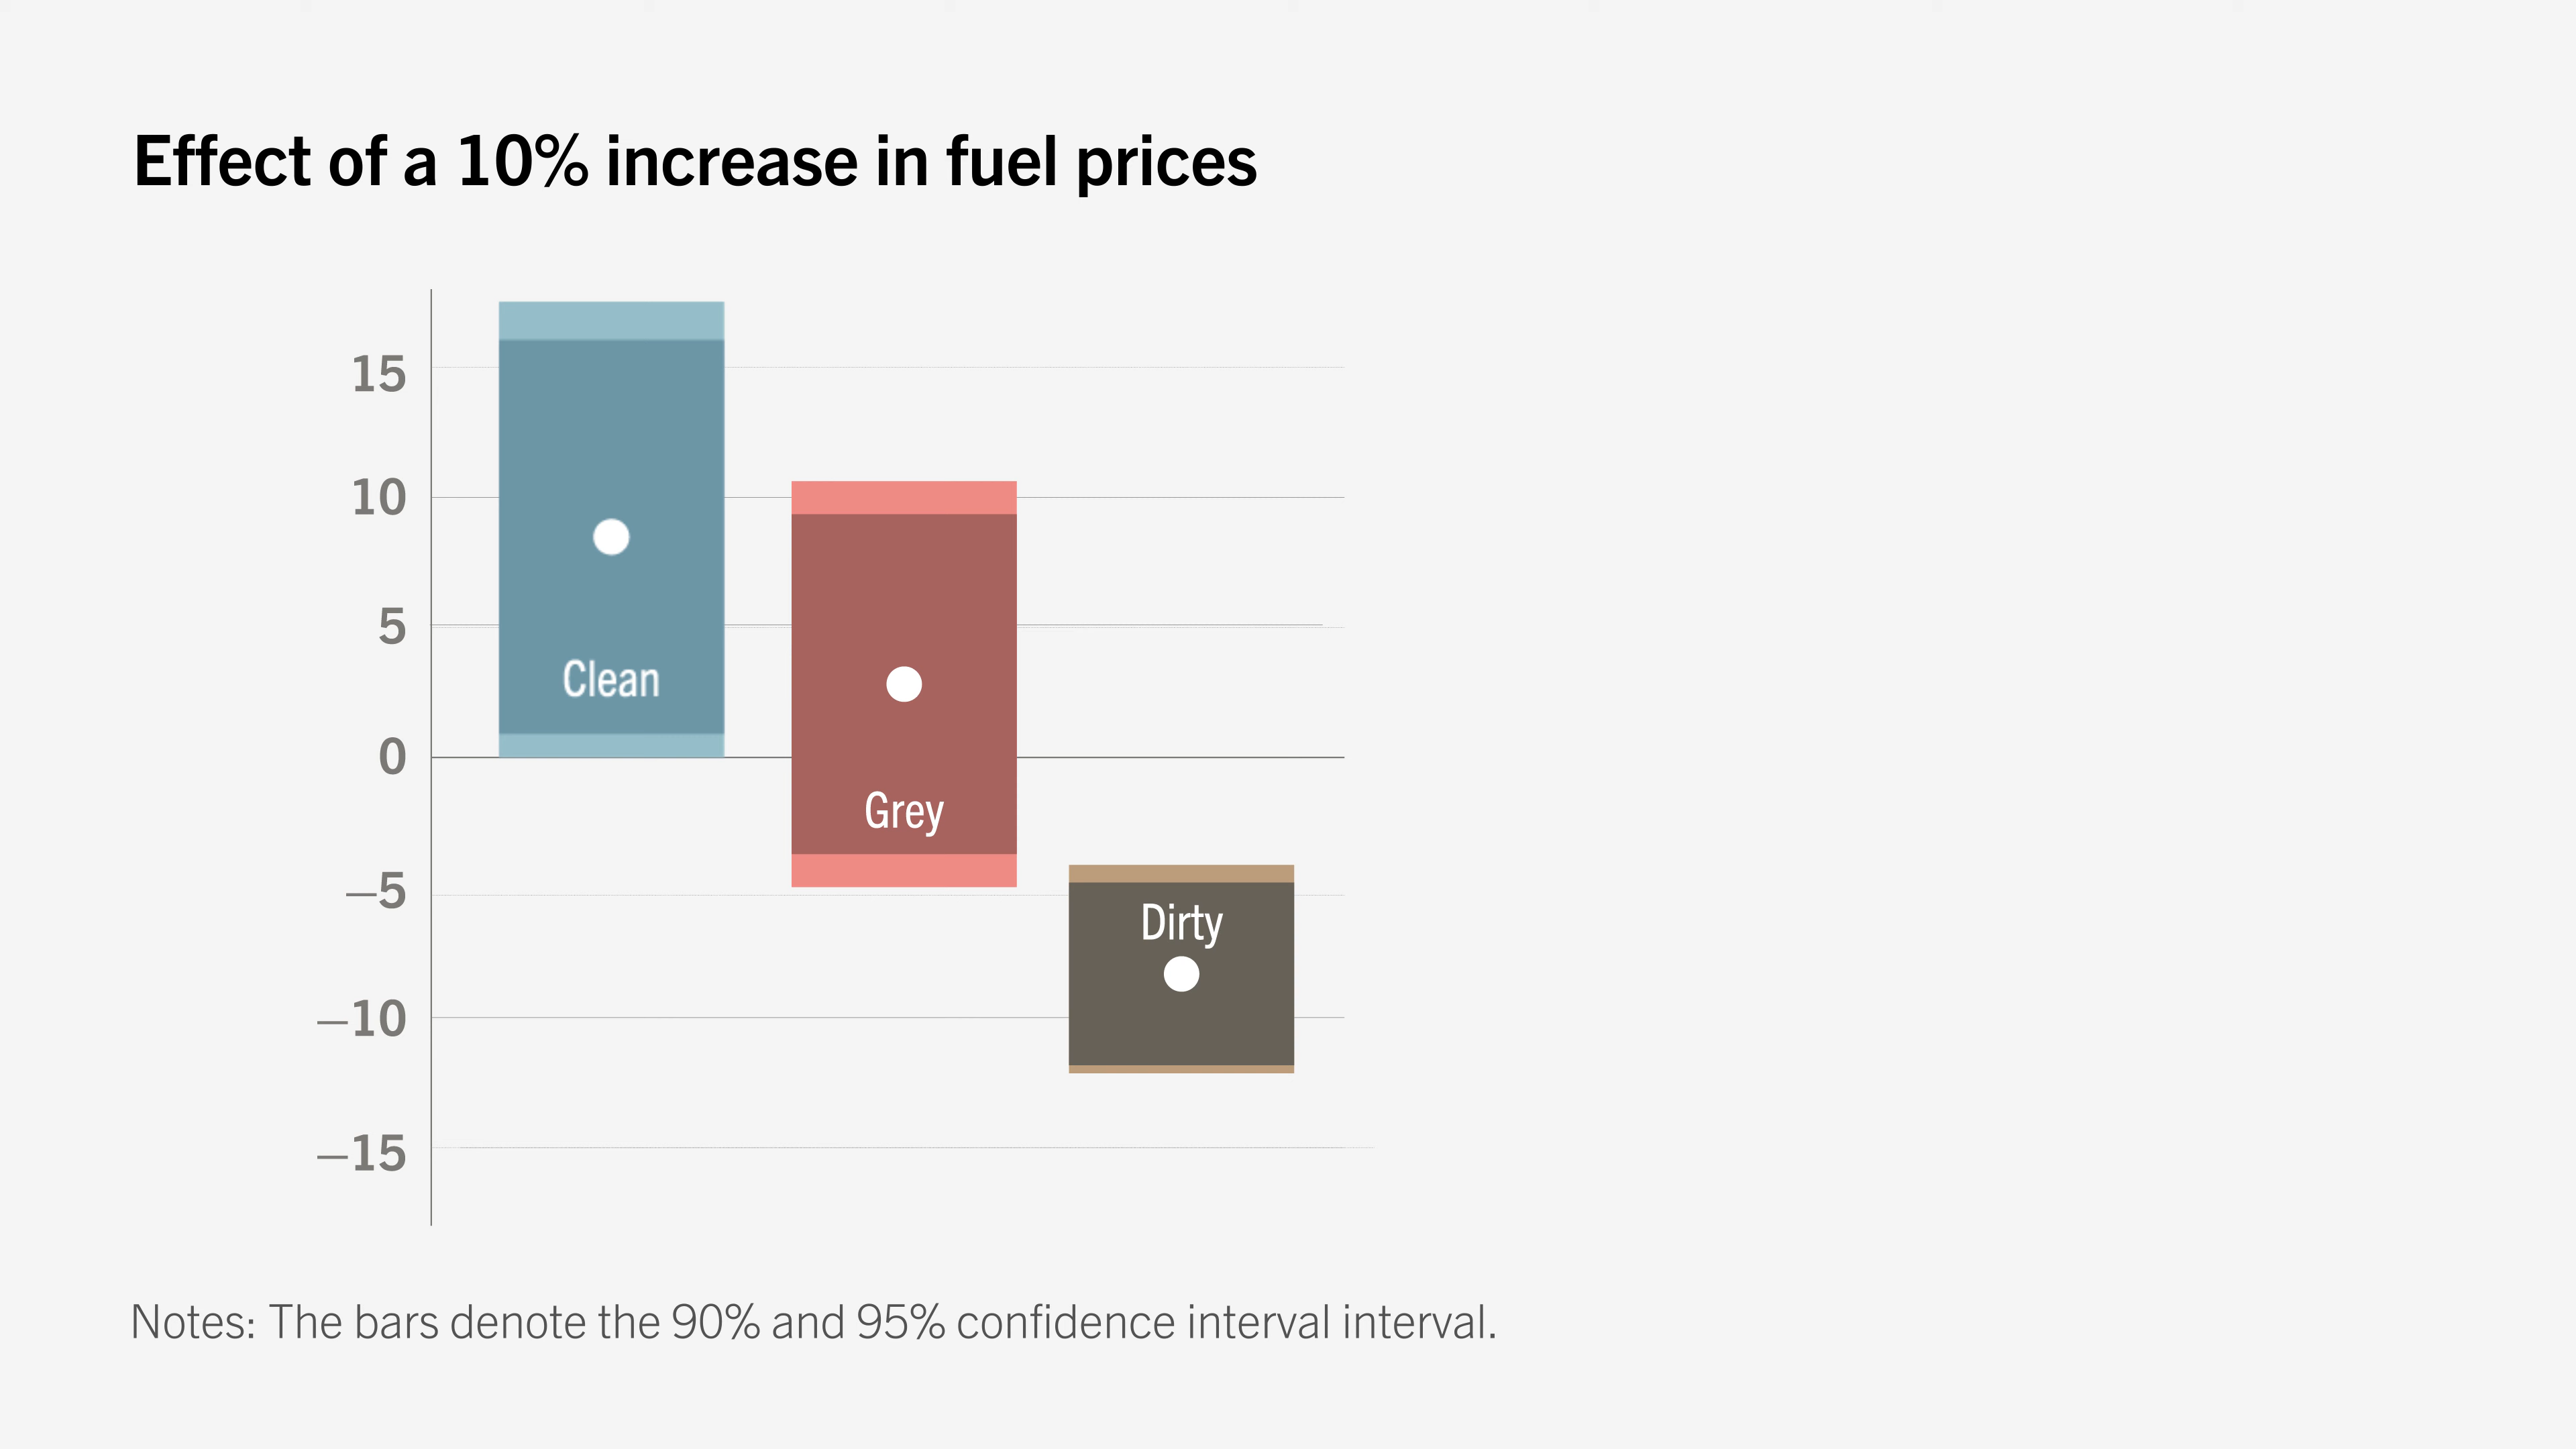 Effect of a 10% increase in fuel prices
15
10
5
Clean
0
Grey
–5
Dirty
–10
–15
Notes: The bars denote the 90% and 95% confidence interval interval.